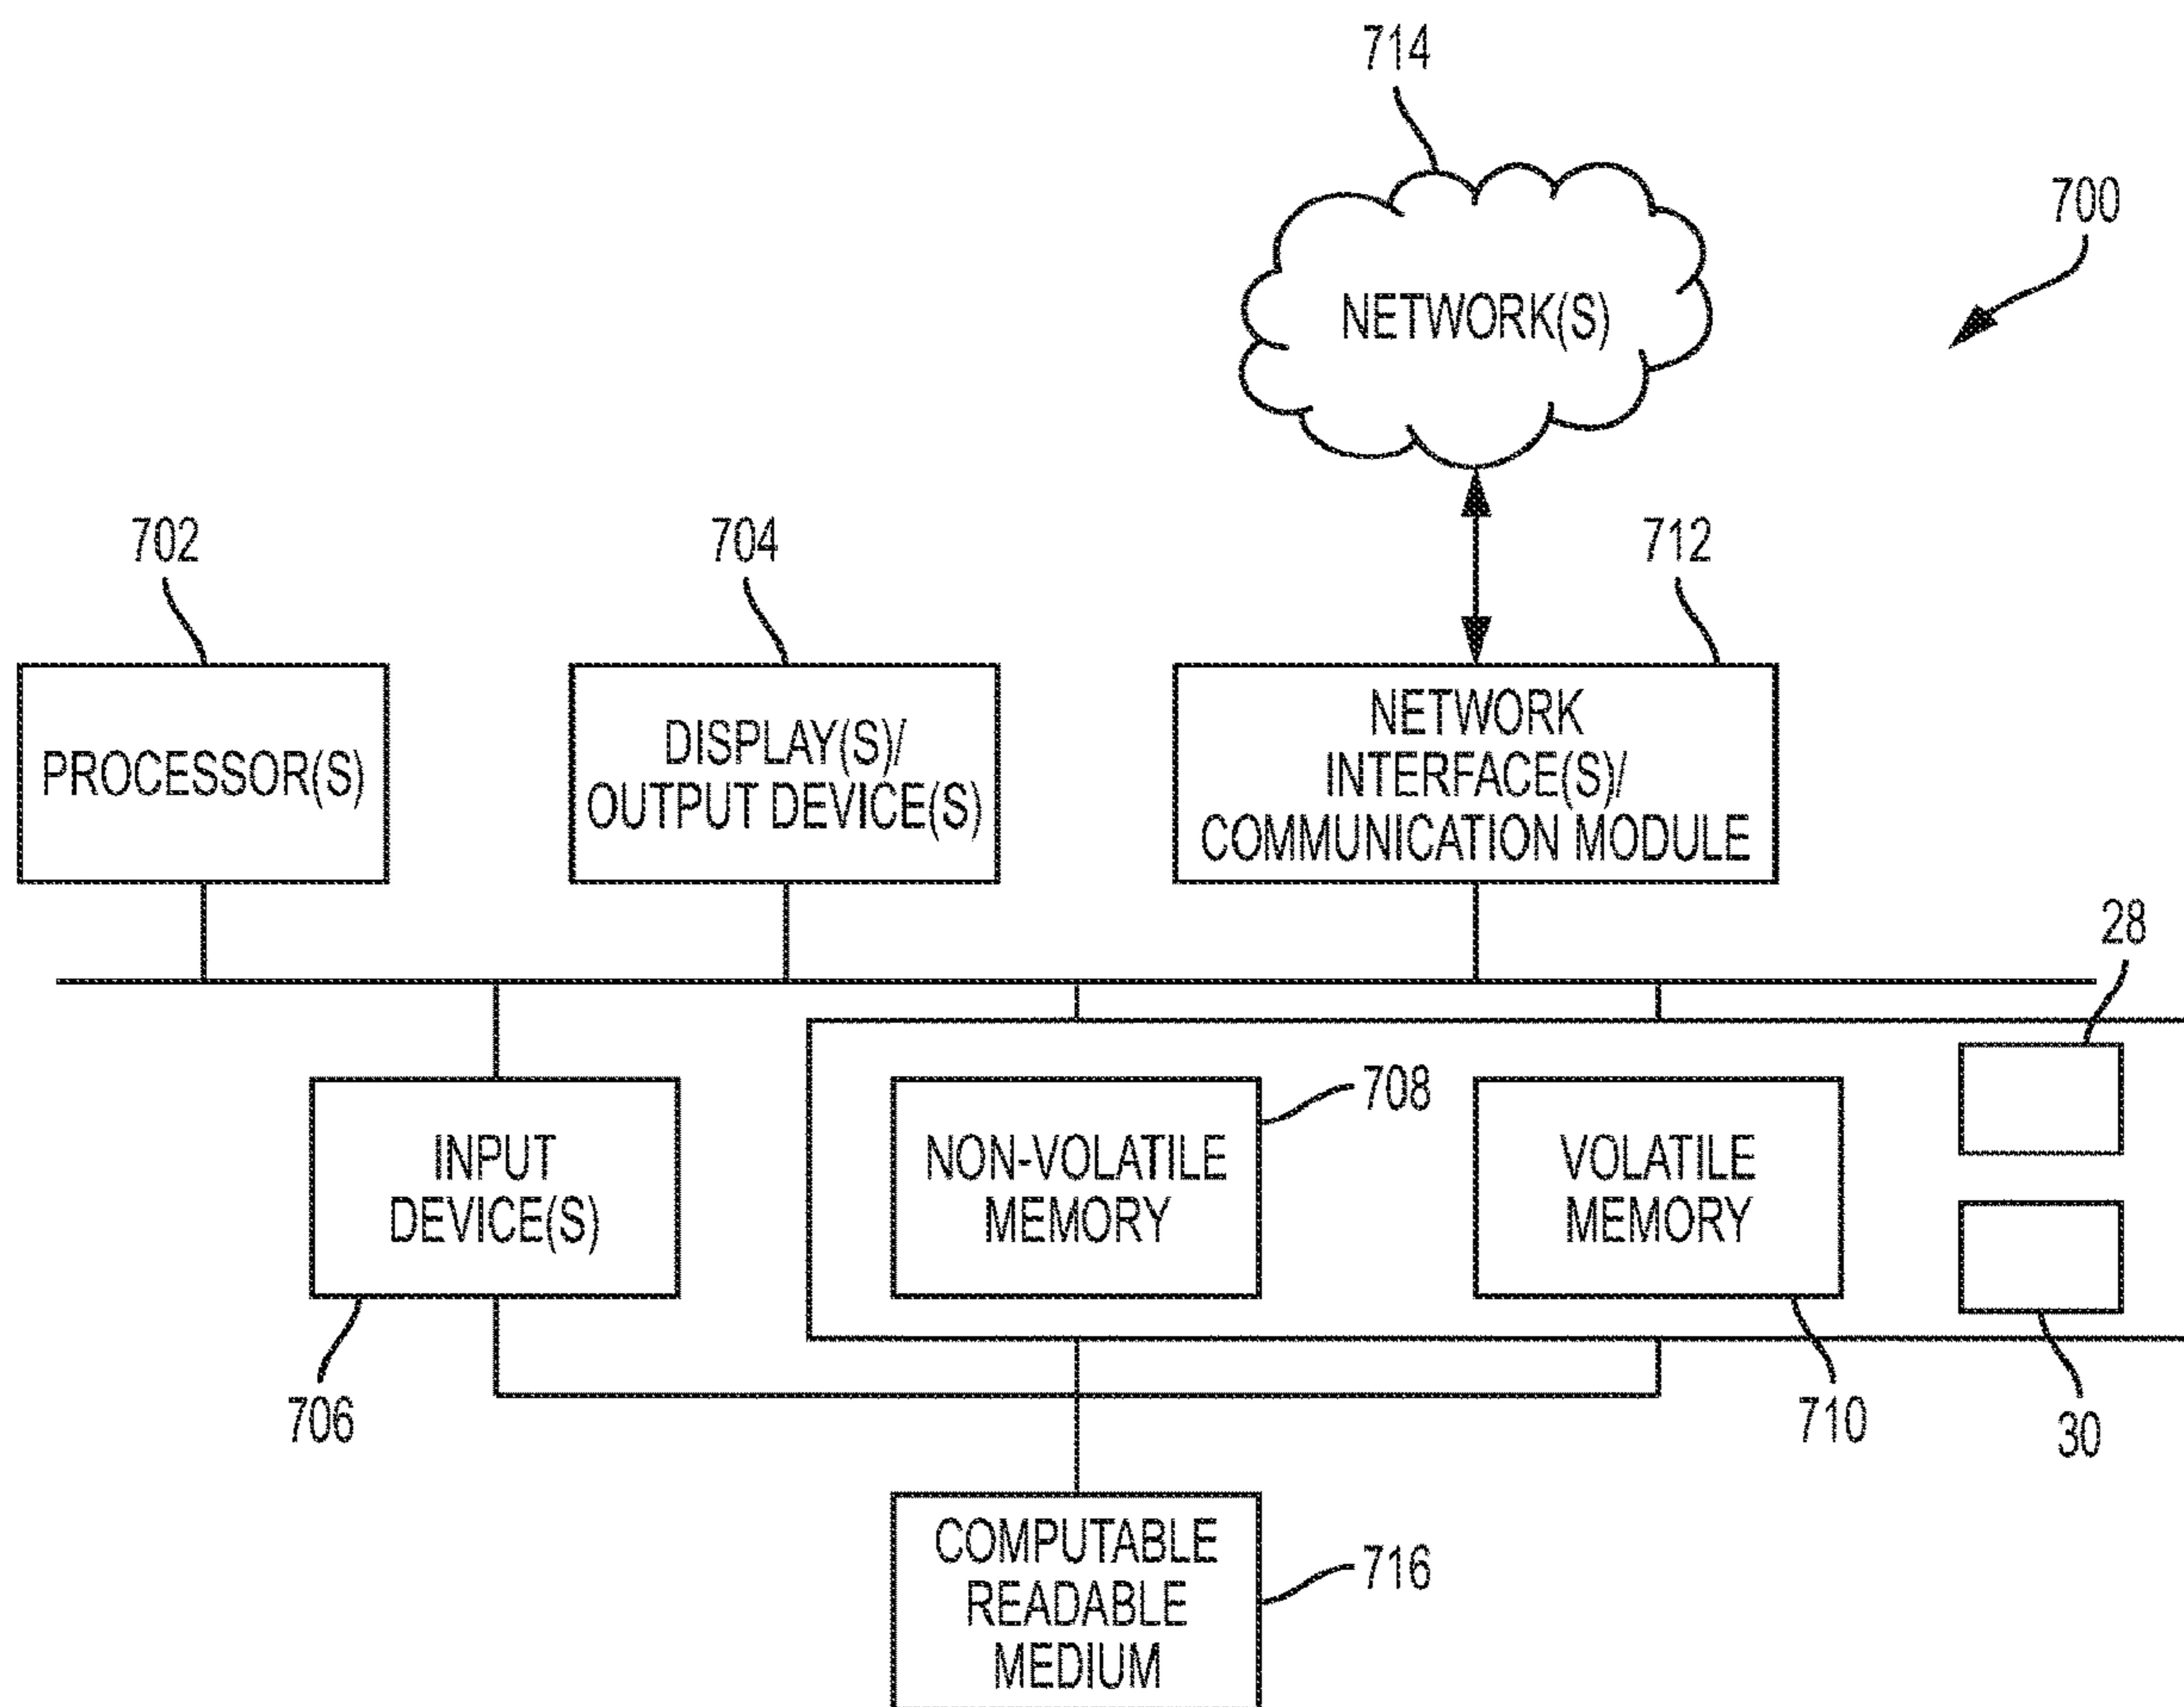 714
700
NETWORK(S)
702
704
712
PROCESSOR(S)
DISPLAY(S)/
OUTPUT DEVICE(S)
NETWORK
INTERFACE(S)/
COMMUNICATION MODULE
28
708
INPUT
DEVICE(S)
NON-VOLATILE
MEMORY
VOLATILE
MEMORY
706
710
30
COMPUTABLE
READABLE
MEDIUM
716